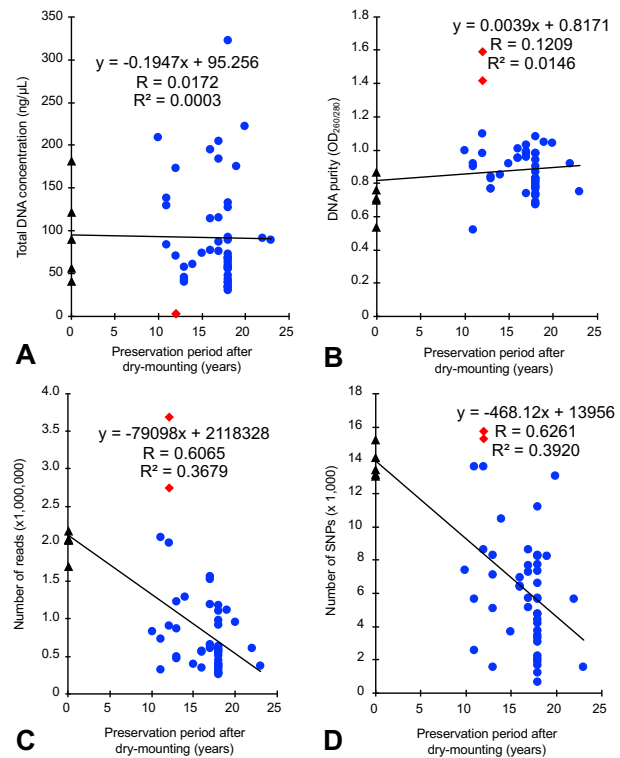 Total DNA concentration (ng/µL)
350
300
250
200
150
100
50
0
y = -0.1947x + 95.256
R = 0.0172
R² = 0.0003
0 5 10 15 20 25
Preservation period after
dry-mounting (years)
A
DNA purity (OD260/280)
1.8
1.6
1.4
1.2
1.0
0.8
0.6
0.4
0.2
0.0
y = 0.0039x + 0.8171
R = 0.1209
R² = 0.0146
0 5 10 15 20 25
Preservation period after
dry-mounting (years)
B
Number of reads (x1,000,000)
4.0
3.5
3.0
2.5
2.0
1.5
1.0
0.5
0
y = -79098x + 2118328
R = 0.6065
R² = 0.3679
0 5 10 15 20 25
Preservation period after
dry-mounting (years)
C
Number of SNPs (x 1,000)
18
16
14
12
10
8
6
4
2
0
y = -468.12x + 13956
R = 0.6261
R² = 0.3920
0 5 10 15 20 25
Preservation period after
dry-mounting (years)
D